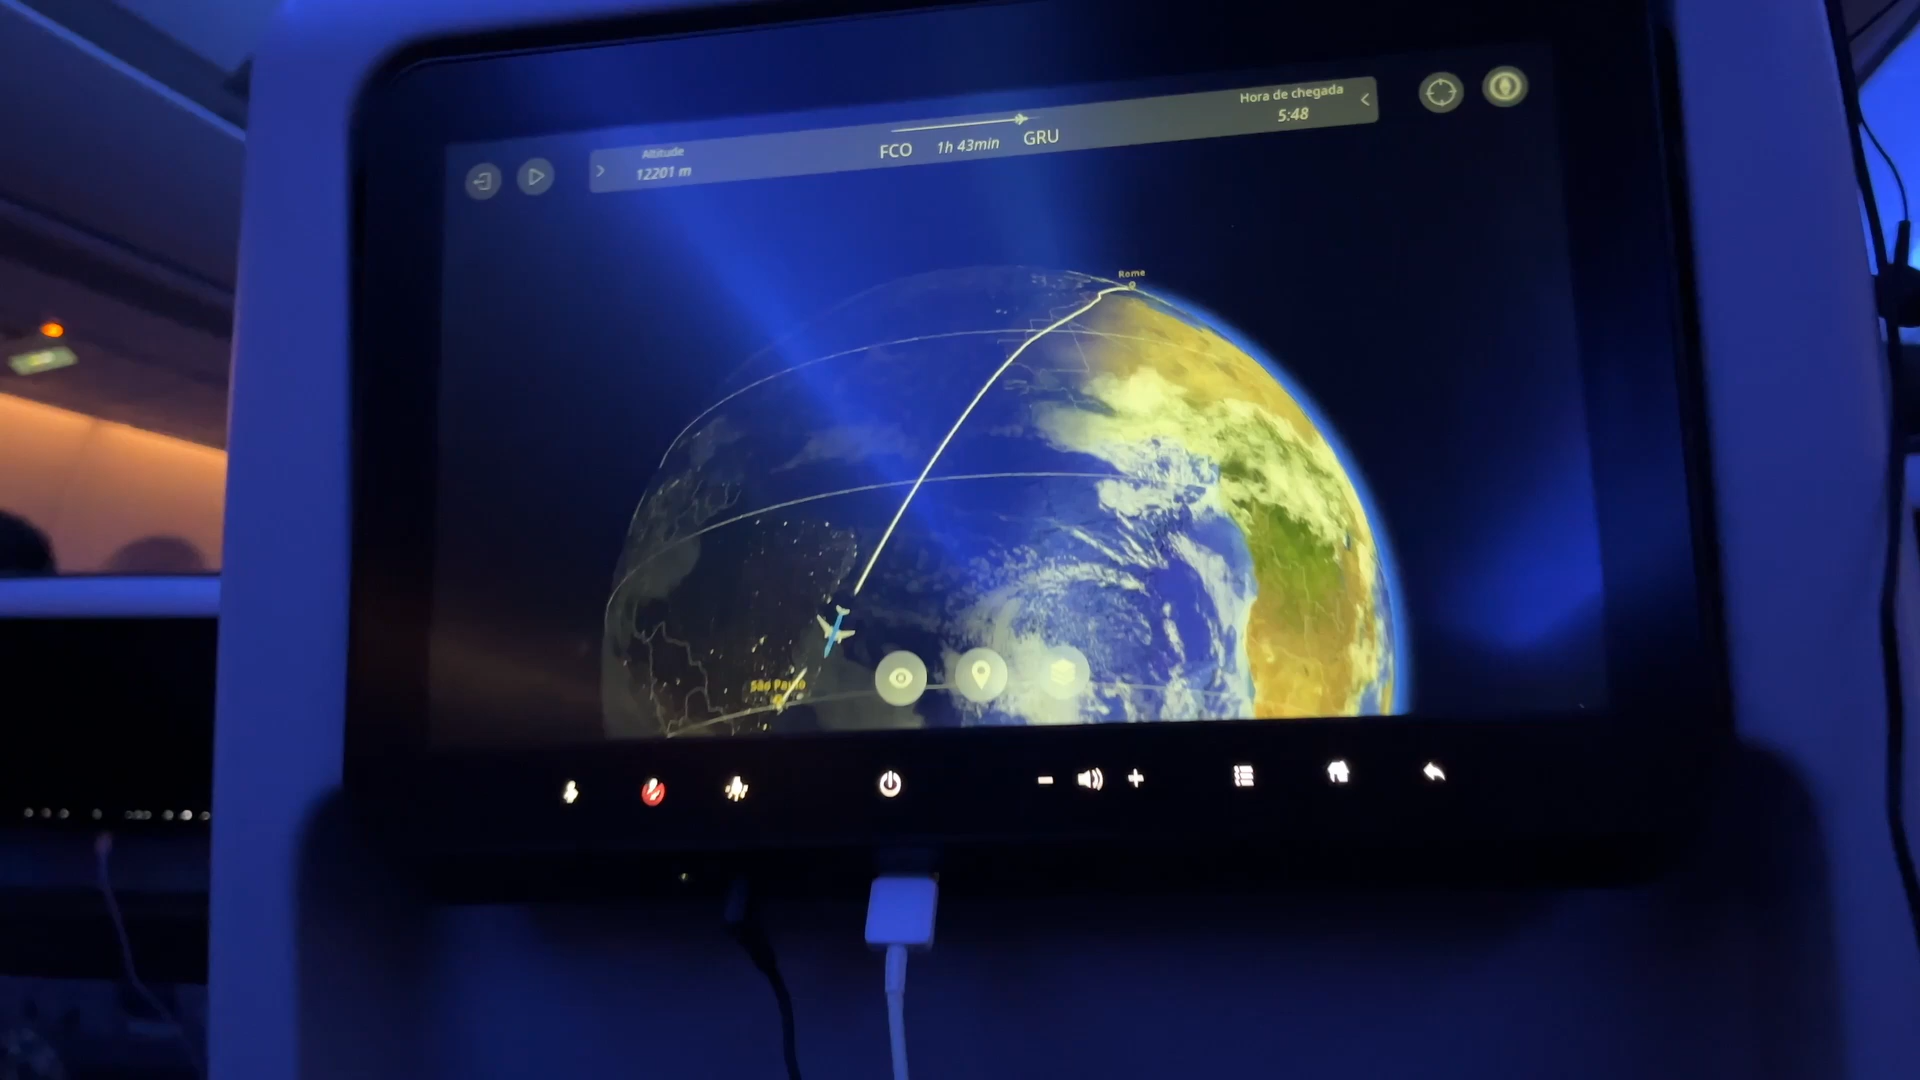 Altitude
12201 m
FCO 1h 43min GRU
Hora de chegada
5:48
Rome
São Paulo